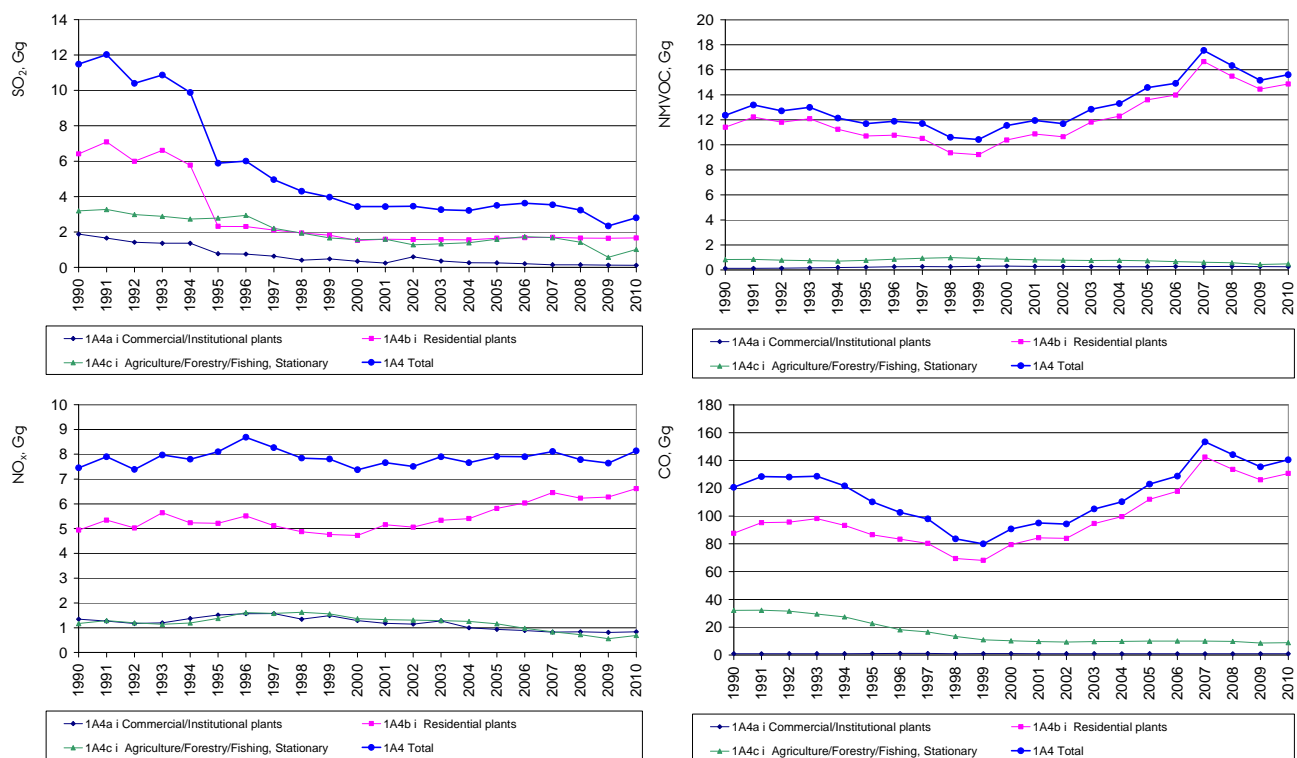 SO2, Gg
14
12
10
8
6
4
2
0
1990 1991 1992 1993 1994 1995 1996 1997 1998 1999 2000 2001 2002 2003 2004 2005 2006 2007 2008 2009 2010
1A4a i Commercial/Institutional plants
1A4b i Residential plants
1A4c i Agriculture/Forestry/Fishing, Stationary
1A4 Total
NMVOC, Gg
20
18
16
14
12
10
8
6
4
2
0
1990 1991 1992 1993 1994 1995 1996 1997 1998 1999 2000 2001 2002 2003 2004 2005 2006 2007 2008 2009 2010
1A4a i Commercial/Institutional plants
1A4b i Residential plants
1A4c i Agriculture/Forestry/Fishing, Stationary
1A4 Total
NOx, Gg
10
9
8
7
6
5
4
3
2
1
0
1990 1991 1992 1993 1994 1995 1996 1997 1998 1999 2000 2001 2002 2003 2004 2005 2006 2007 2008 2009 2010
1A4a i Commercial/Institutional plants
1A4b i Residential plants
1A4c i Agriculture/Forestry/Fishing, Stationary
1A4 Total
CO, Gg
180
160
140
120
100
80
60
40
20
0
1990 1991 1992 1993 1994 1995 1996 1997 1998 1999 2000 2001 2002 2003 2004 2005 2006 2007 2008 2009 2010
1A4a i Commercial/Institutional plants
1A4b i Residential plants
1A4c i Agriculture/Forestry/Fishing, Stationary
1A4 Total